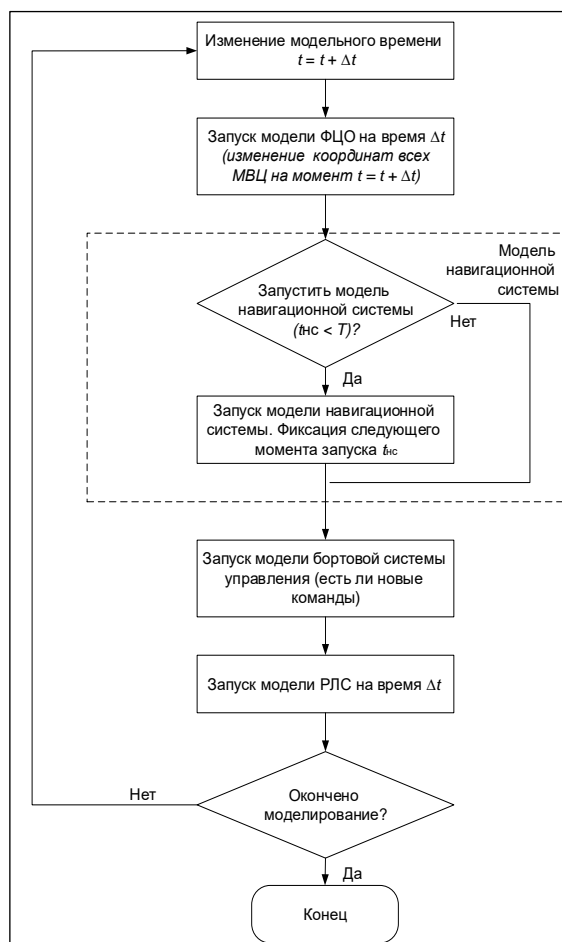 Изменение модельного времени
t = t + Δt
Запуск модели ФЦО на время Δt
(изменение координат всех
МВЦ на момент t = t + Δt)
Модель
навигационной
системы
Запустить модель
навигационной системы
(tнс < T)?
Нет
Да
Запуск модели навигационной
системы. Фиксация следующего
момента запуска tнс
Запуск модели бортовой системы
управления (есть ли новые
команды)
Запуск модели РЛС на время Δt
Нет
Окончено
моделирование?
Да
Конец